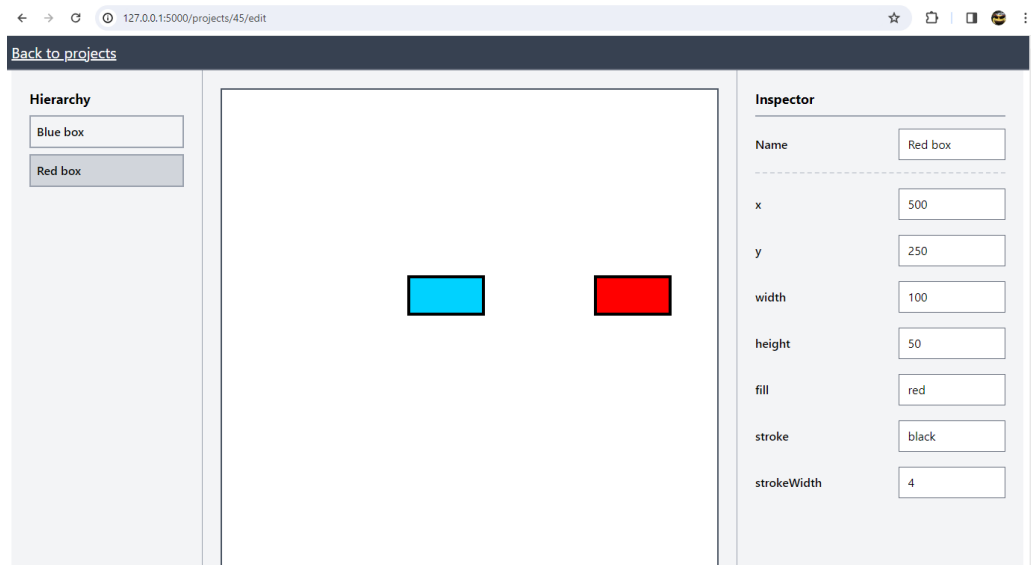 127.0.0.1:5000/projects/45/edit
Back to projects
Hierarchy
Blue box
Red box
Inspector
Name Red box
x 500
y 250
width 100
height 50
fill red
stroke black
strokeWidth 4